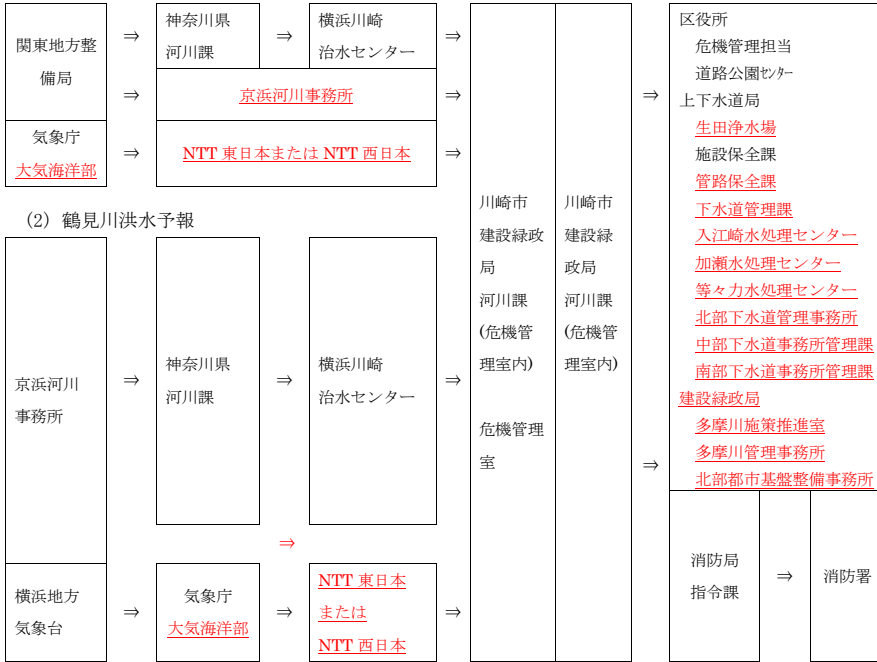 関東地方整
備局
⇒
神奈川県
河川課
⇒
横浜川崎
治水センター
⇒
⇒
京浜河川事務所
⇒
気象庁
大気海洋部
⇒
NTT 東日本または NTT 西日本
⇒
(2) 鶴見川洪水予報
京浜河川
事務所
⇒
神奈川県
河川課
⇒
横浜川崎
治水センター
⇒
⇒
横浜地方
気象台
⇒
気象庁
大気海洋部
⇒
NTT 東日本
または
NTT 西日本
⇒
川崎市
建設緑政
局
河川課
(危機管
理室内)
危機管理
室
川崎市
建設緑
政局
河川課
(危機管
理室内)
⇒
⇒
区役所
危機管理担当
道路公園ｾﾝﾀｰ
上下水道局
生田浄水場
施設保全課
管路保全課
下水道管理課
入江崎水処理センター
加瀬水処理センター
等々力水処理センター
北部下水道管理事務所
中部下水道事務所管理課
南部下水道事務所管理課
建設緑政局
多摩川施策推進室
多摩川管理事務所
北部都市基盤整備事務所
消防局
指令課
⇒
消防署